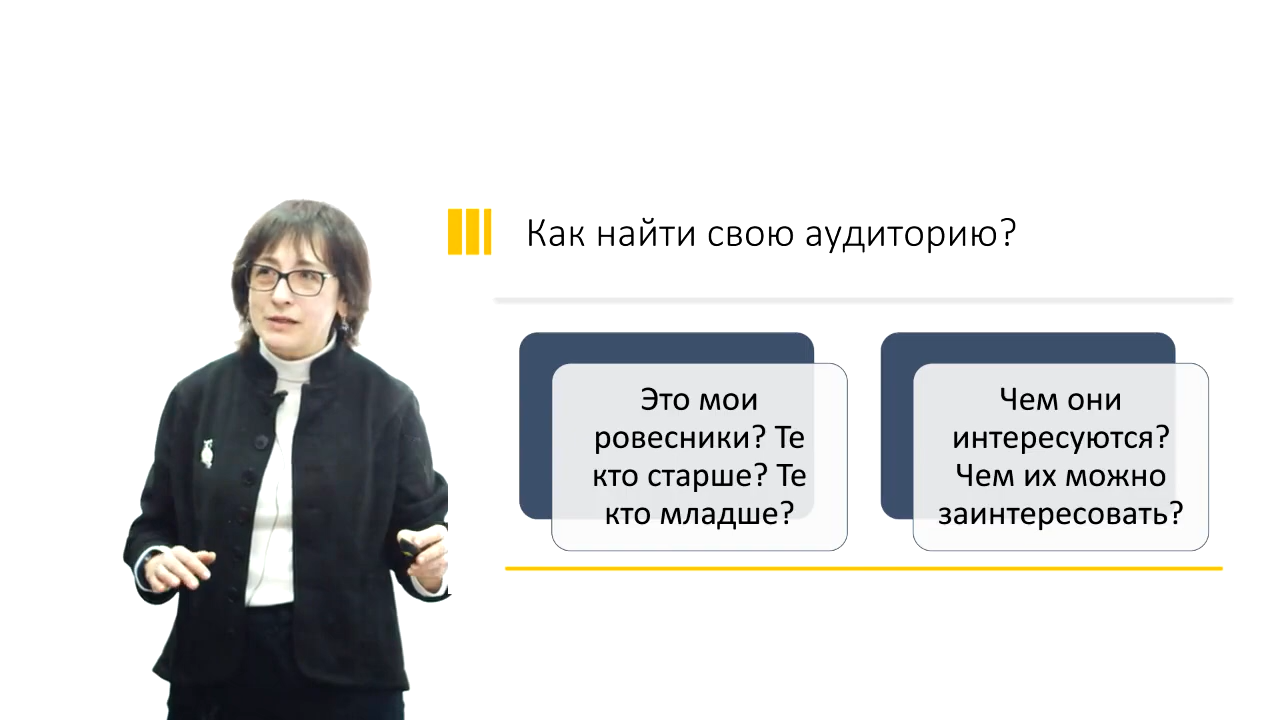 Как найти свою аудиторию?
Это мои
ровесники? Те
кто старше? Те
кто младше?
Чем они
интересуются?
Чем их можно
заинтересовать?